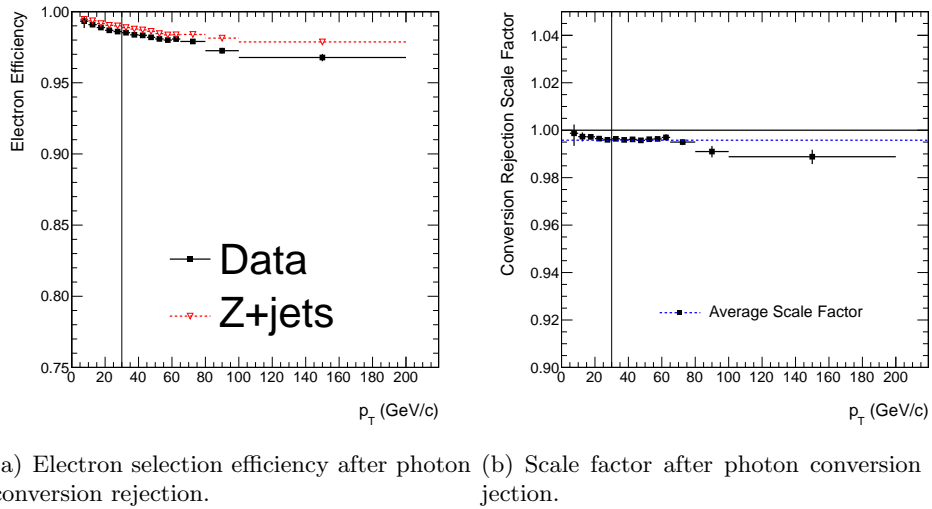 Electron Efficiency
1.00
0.95
0.90
0.85
0.80
0.75
Data
Z+jets
0 20 40 60 80 100 120 140 160 180 200
p_T (GeV/c)
Conversion Rejection Scale Factor
1.04
1.02
1.00
0.98
0.96
0.94
0.92
0.90
Average Scale Factor
0 20 40 60 80 100 120 140 160 180 200
p_T (GeV/c)
a) Electron selection efficiency after photon
conversion rejection.
(b) Scale factor after photon conversion
jection.